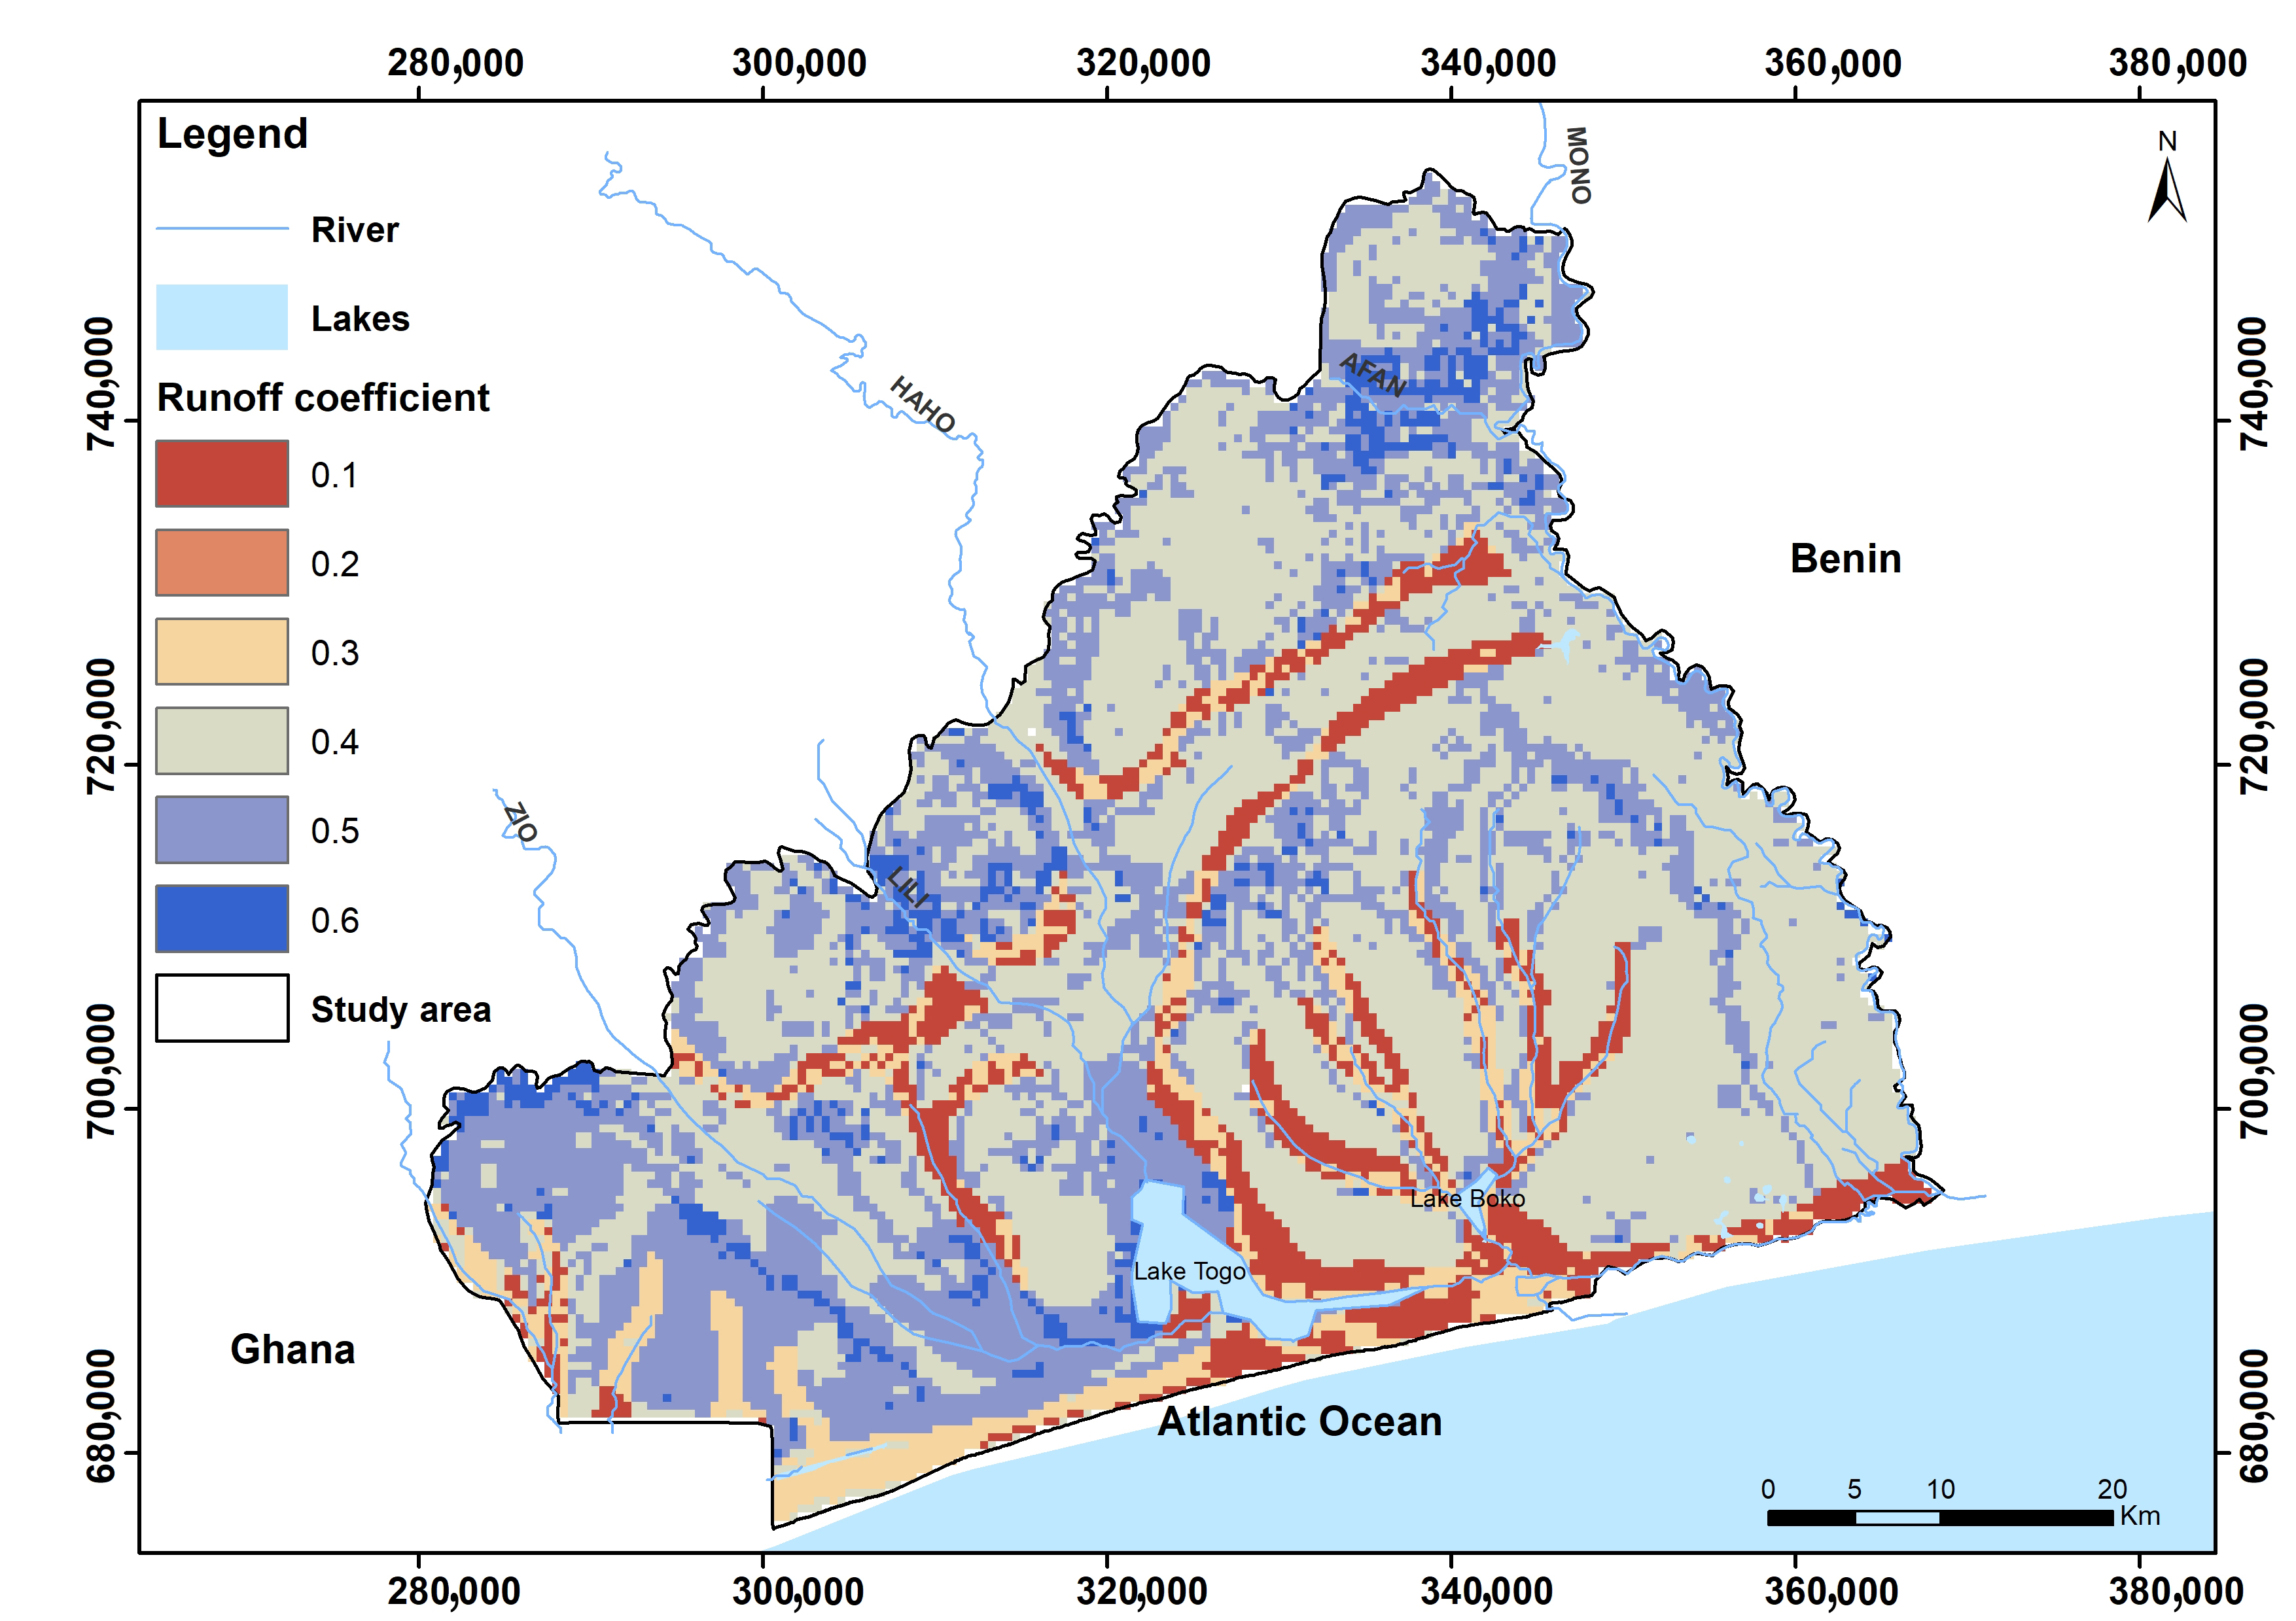 280,000 300,000 320,000 340,000 360,000 380,000
Legend
River
Lakes
Runoff coefficient
0.1
0.2
0.3
0.4
0.5
0.6
Study area
N
MONO
HAHO
AFAN
ZIO
LILI
Benin
Ghana
Lake Boko
Lake Togo
Atlantic Ocean
740,000
720,000
700,000
680,000
740,000
720,000
700,000
680,000
0 5 10 20
Km
280,000 300,000 320,000 340,000 360,000 380,000